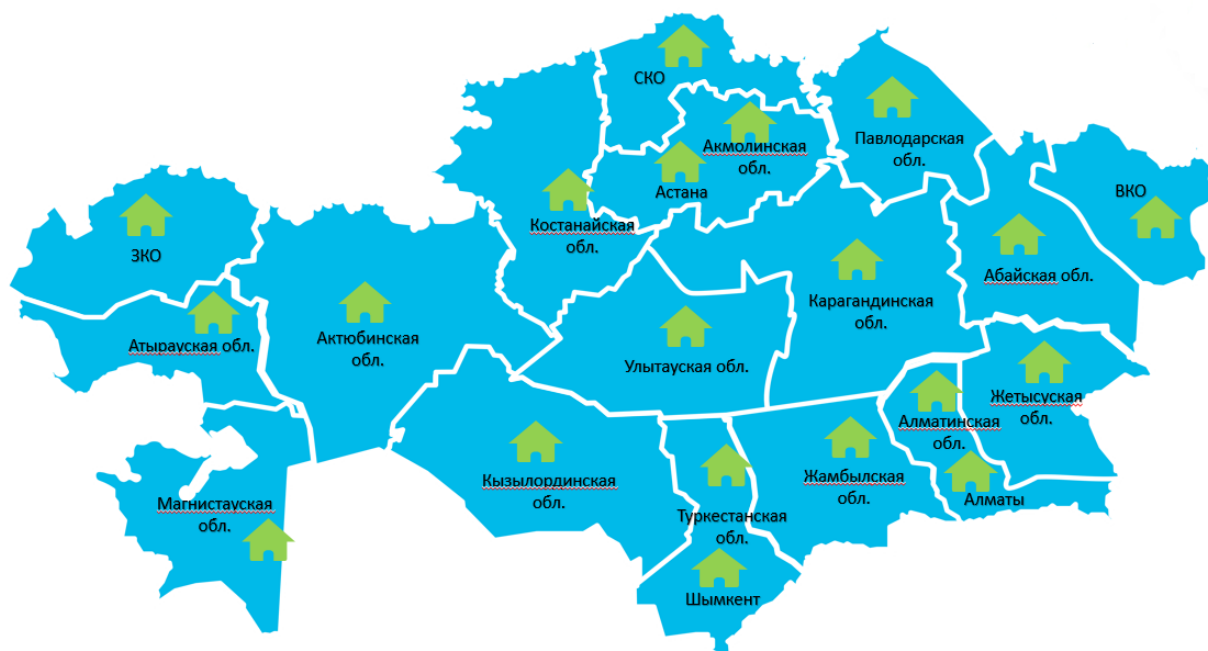 СКО
Акмолинская
обл.
Павлодарская
обл.
Астана
ВКО
Костанайская
обл.
ЗКО
Абайская обл.
Карагандинская
обл.
Атырауская обл.
Актюбинская
обл.
Улытауская обл.
Жетысуская
обл.
Алматинская
обл.
Кызылординская
обл.
Жамбылская
обл.
Магнистауская
обл.
Алматы
Туркестанская
обл.
Шымкент